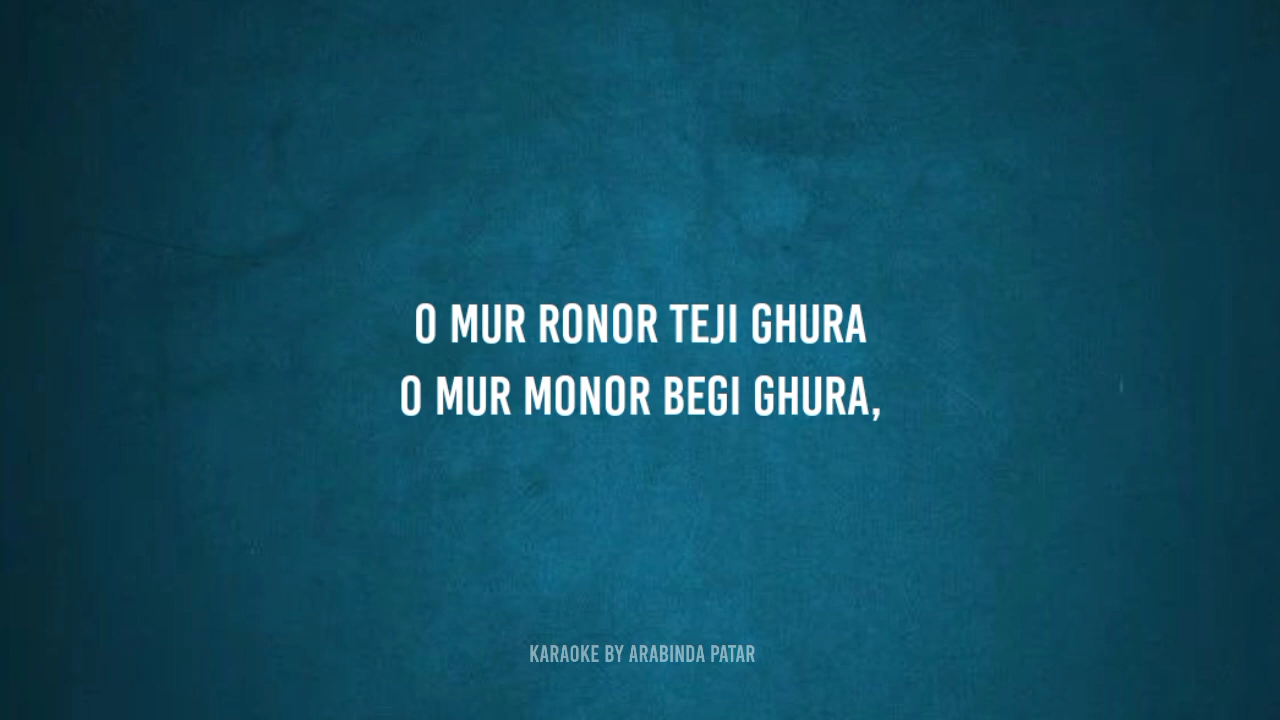 O MUR RONOR TEJI GHURA
O MUR MONOR BEGI GHURA,
KARAOKE BY ARABINDA PATAR